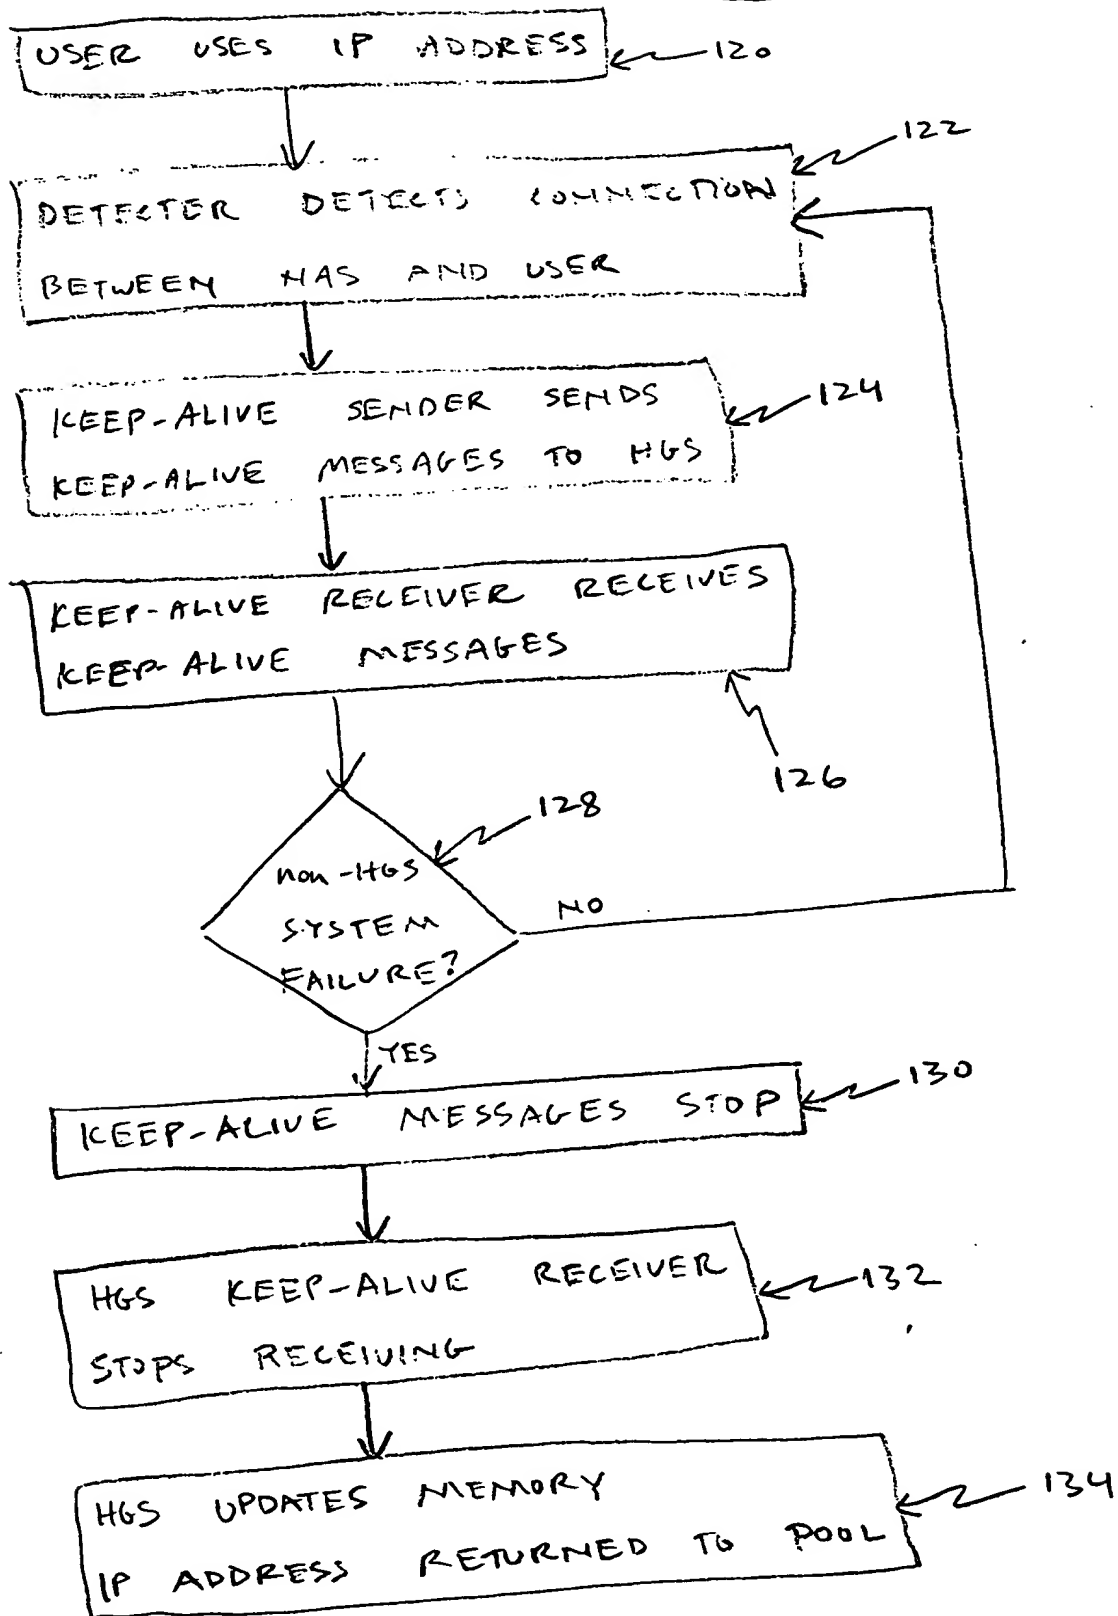 USER USES IP ADDRESS
120
122
DETECTER DETECTS CONNECTION
BETWEEN NAS AND USER
KEEP-ALIVE SENDER SENDS
KEEP-ALIVE MESSAGES TO HGS
124
KEEP-ALIVE RECEIVER RECEIVES
KEEP-ALIVE MESSAGES
126
128
non-HGS
SYSTEM
FAILURE?
NO
YES
130
KEEP-ALIVE MESSAGES STOP
HGS KEEP-ALIVE RECEIVER
STOPS RECEIVING
132
HGS UPDATES MEMORY
IP ADDRESS RETURNED TO POOL
134